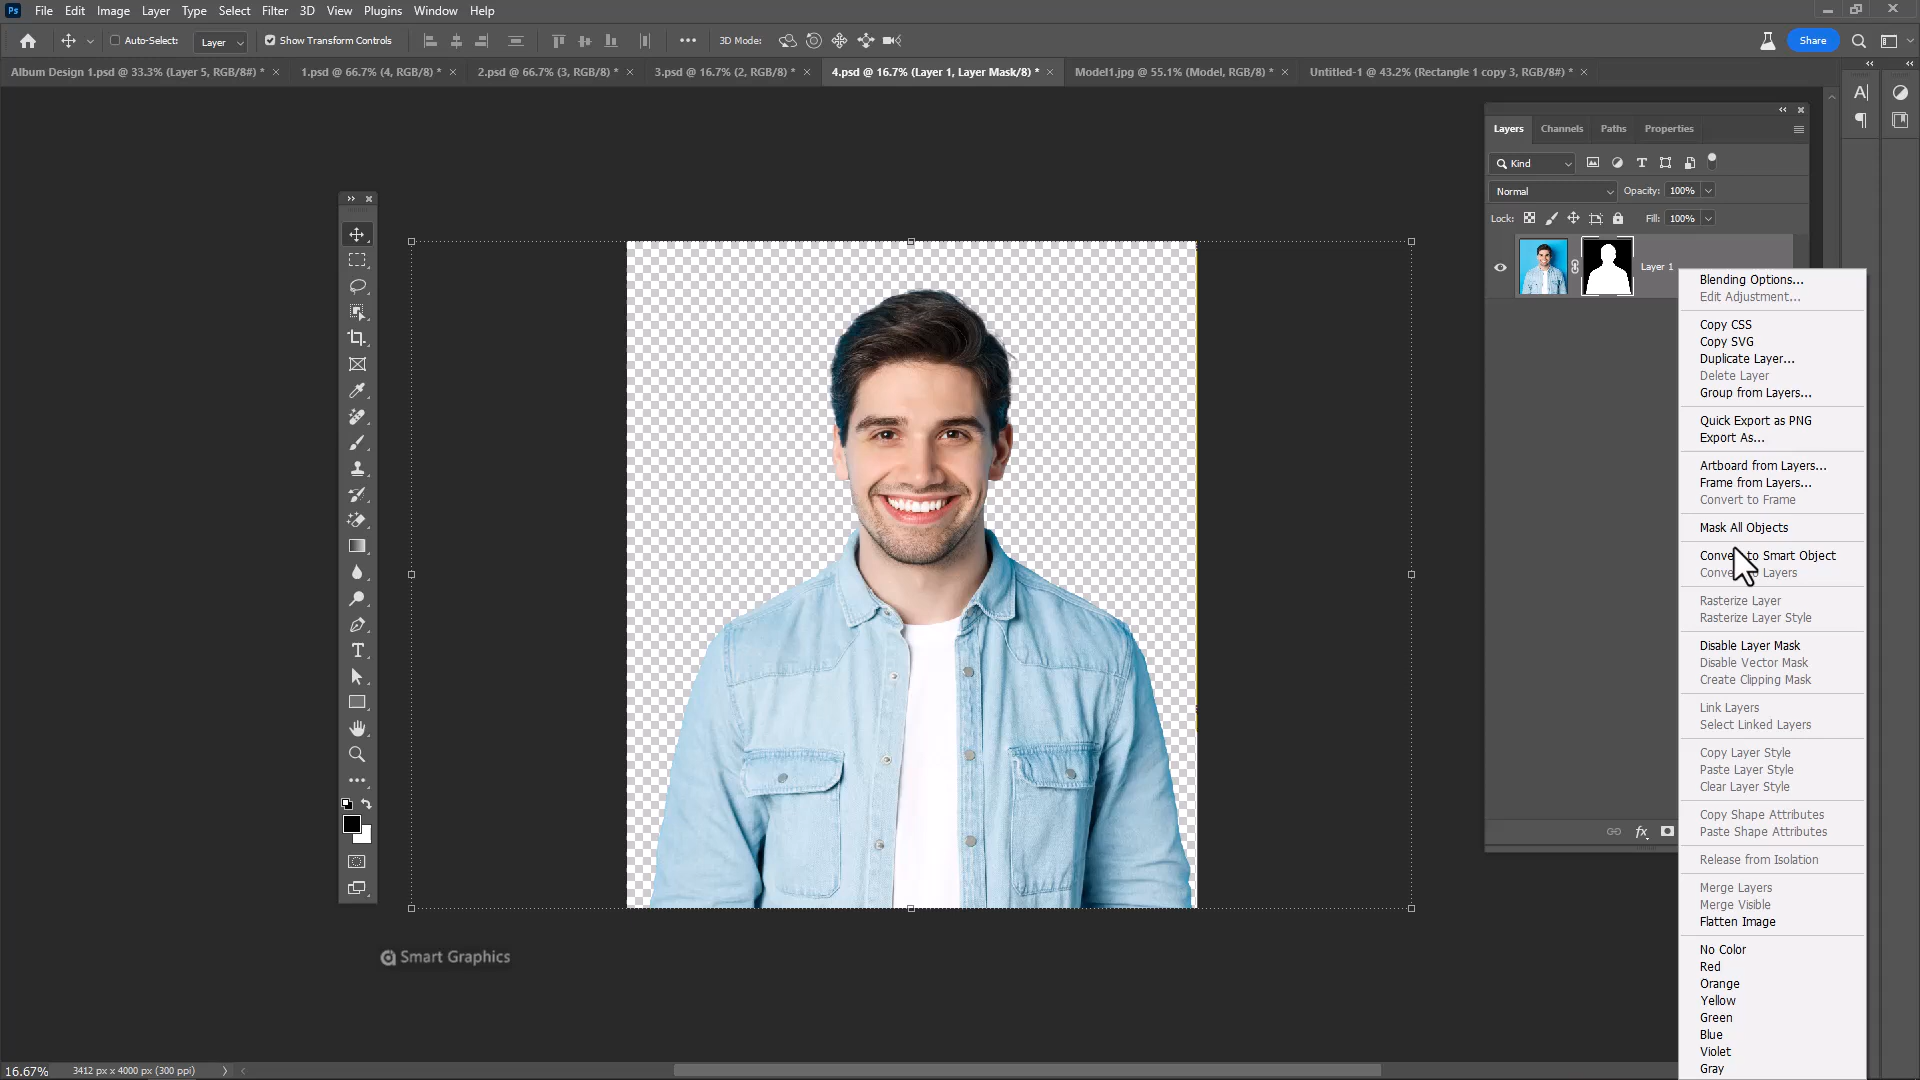 Ps File Edit Image Layer Type Select Filter 3D View Plugins Window Help
Auto-Select: Layer Show Transform Controls ••• 3D Mode: Share
Album Design 1.psd @ 33.3% (Layer 5, RGB/8#) * × 1.psd @ 66.7% (4, RGB/8) * × 2.psd @ 66.7% (3, RGB/8) * × 3.psd @ 16.7% (2, RGB/8) * × 4.psd @ 16.7% (Layer 1, Layer Mask/8) * × Model1.jpg @ 55.1% (Model, RGB/8) * × Untitled-1 @ 43.2% (Rectangle 1 copy 3, RGB/8#) * ×
Layers Channels Paths Properties
Kind
Normal Opacity: 100%
Lock: Fill: 100%
Layer 1
fx
Blending Options...
Edit Adjustment...
Copy CSS
Copy SVG
Duplicate Layer...
Delete Layer
Group from Layers...
Quick Export as PNG
Export As...
Artboard from Layers...
Frame from Layers...
Convert to Frame
Mask All Objects
Conve to Smart Object
Conve Layers
Rasterize Layer
Rasterize Layer Style
Disable Layer Mask
Disable Vector Mask
Create Clipping Mask
Link Layers
Select Linked Layers
Copy Layer Style
Paste Layer Style
Clear Layer Style
Copy Shape Attributes
Paste Shape Attributes
Release from Isolation
Merge Layers
Merge Visible
Flatten Image
No Color
Red
Orange
Yellow
Green
Blue
Violet
Gray
Smart Graphics
16.67% 3412 px x 4000 px (300 ppi)